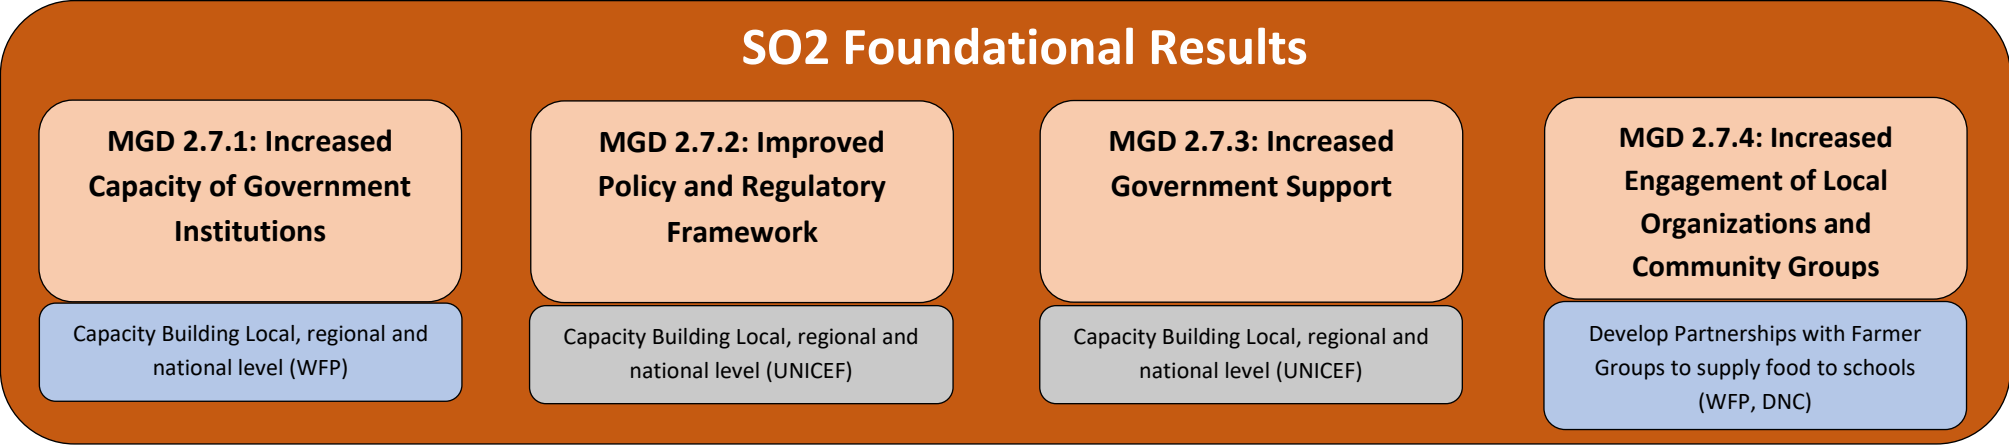 SO2 Foundational Results
MGD 2.7.1: Increased
Capacity of Government
Institutions
Capacity Building Local, regional and
national level (WFP)
MGD 2.7.2: Improved
Policy and Regulatory
Framework
Capacity Building Local, regional and
national level (UNICEF)
MGD 2.7.3: Increased
Government Support
Capacity Building Local, regional and
national level (UNICEF)
MGD 2.7.4: Increased
Engagement of Local
Organizations and
Community Groups
Develop Partnerships with Farmer
Groups to supply food to schools
(WFP, DNC)